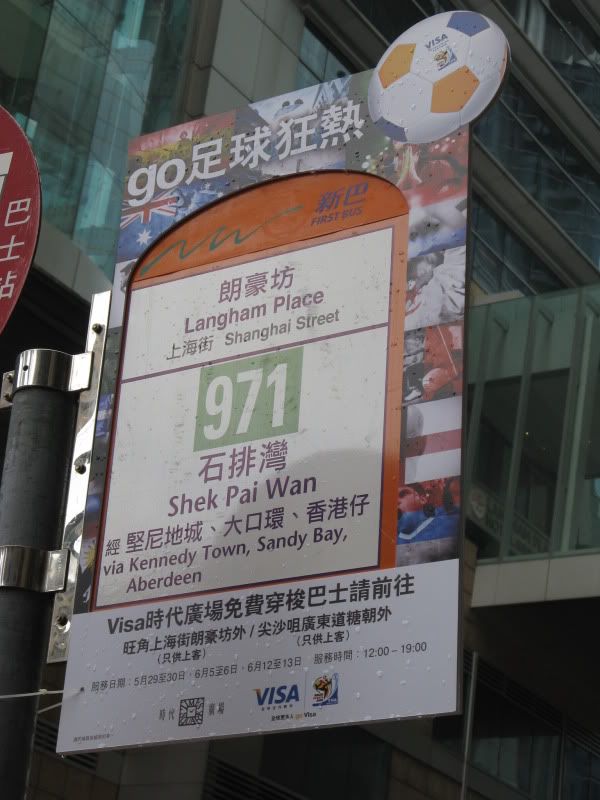 VISA
go足球狂熱
巴士站
新巴
FIRST BUS
朗豪坊
Langham Place
上海街 Shanghai Street
971
石排灣
Shek Pai Wan
經 堅尼地城、大口環、香港仔
via Kennedy Town, Sandy Bay,
Aberdeen
Visa時代廣場免費穿梭巴士請前往
旺角上海街朗豪坊外 / 尖沙咀廣東道糖朝外
(只供上客) (只供上客)
服務日期：5月29至30日，6月5至6日，6月12至13日 服務時間：12:00 – 19:00
時代 廣場
VISA
go Visa